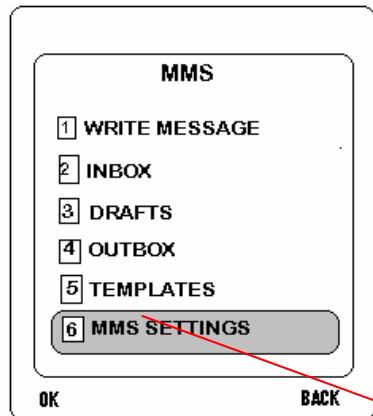 MMS
1 WRITE MESSAGE
2 INBOX
3 DRAFTS
4 OUTBOX
5 TEMPLATES
6 MMS SETTINGS
OK BACK